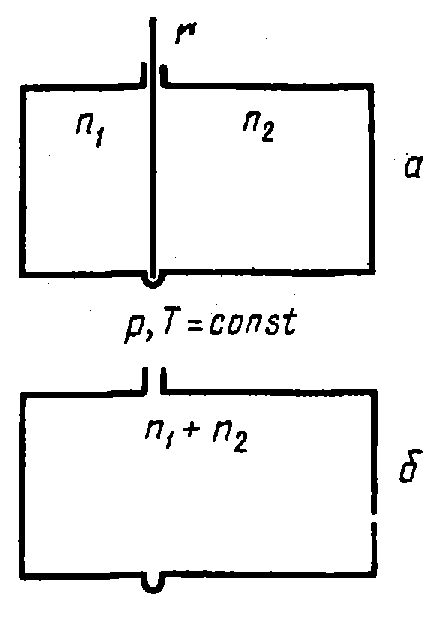 r
n₁
n₂
а
p, T = const
n₁ + n₂
б